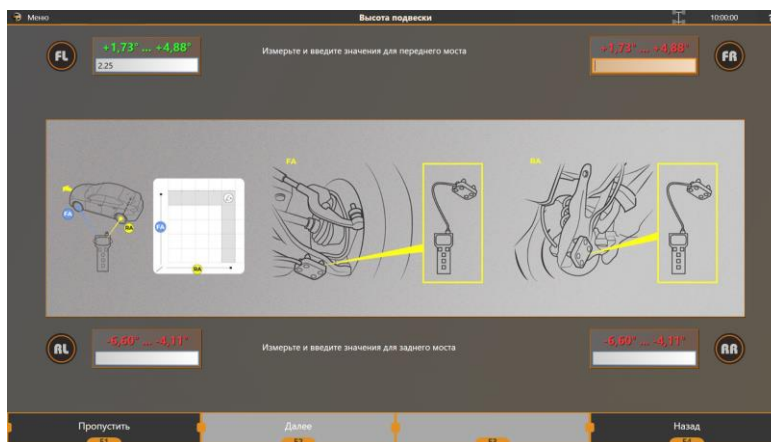 Меню
Высота подвески
10:00:00
FL
+1,73° ... +4,88°
2.25
Измерьте и введите значения для переднего моста
+1,73° ... +4,88°
FR
FA
RA
FA
RA
FA
RA
RL
-6,60° ... -4,11°
Измерьте и введите значения для заднего моста
-6,60° ... -4,11°
RR
Пропустить
Далее
Назад
F1
F2
F3
F4